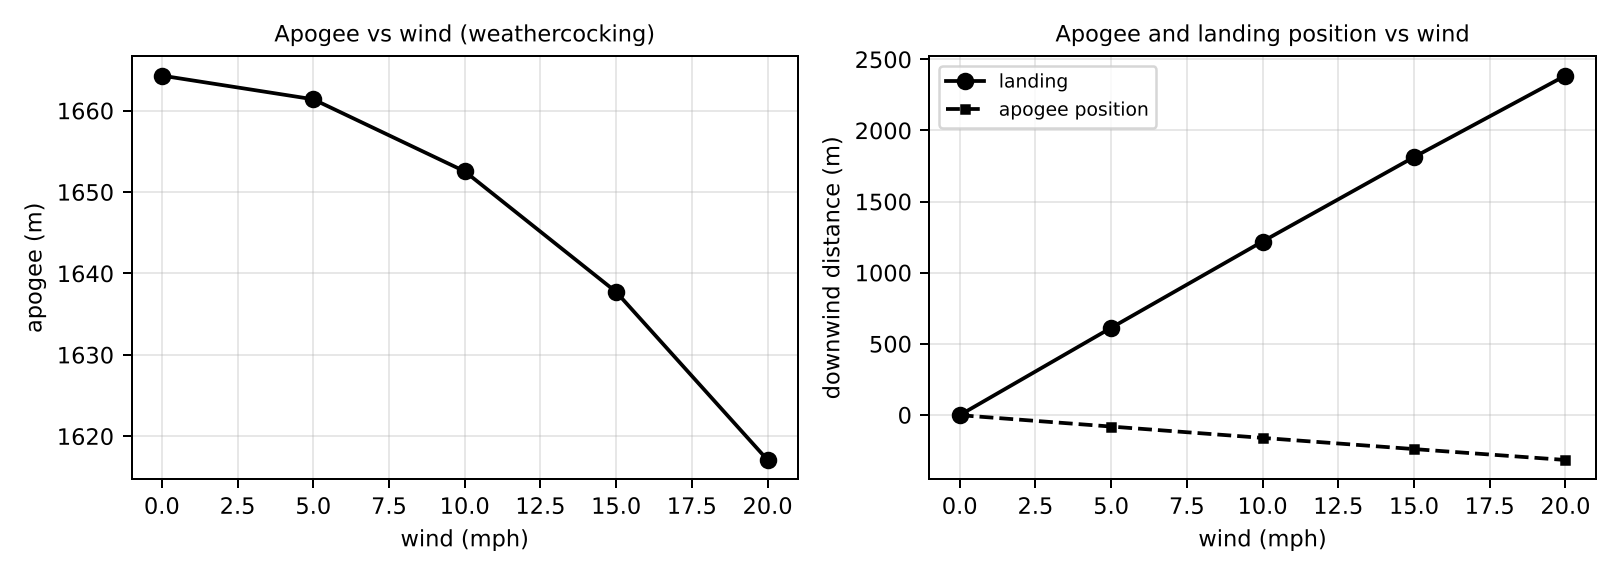 Apogee vs wind (weathercocking)
apogee (m)
1660
1650
1640
1630
1620
0.0 2.5 5.0 7.5 10.0 12.5 15.0 17.5 20.0
wind (mph)
Apogee and landing position vs wind
downwind distance (m)
2500
2000
1500
1000
500
0
landing
apogee position
0.0 2.5 5.0 7.5 10.0 12.5 15.0 17.5 20.0
wind (mph)